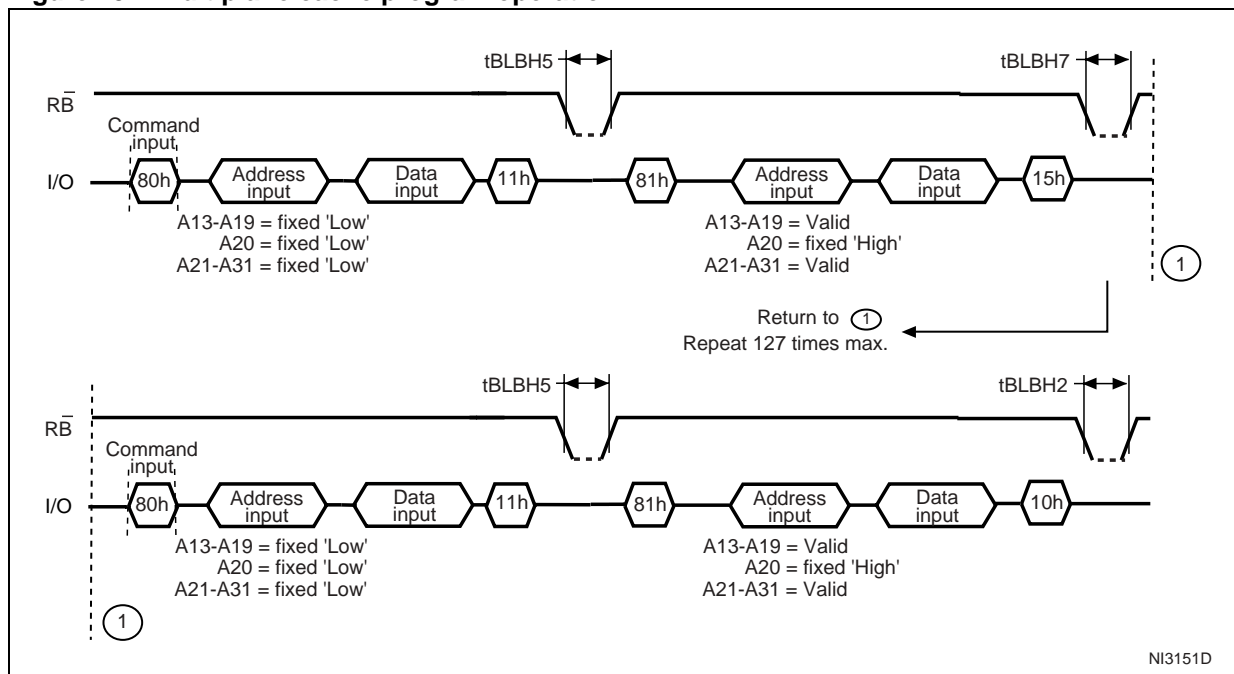 tBLBH5
tBLBH7
RB̅
Command
input
I/O
80h
Address
input
Data
input
11h
81h
Address
input
Data
input
15h
A13-A19 = fixed 'Low'
A20 = fixed 'Low'
A21-A31 = fixed 'Low'
A13-A19 = Valid
A20 = fixed 'High'
A21-A31 = Valid
1
Return to 1
Repeat 127 times max.
tBLBH5
tBLBH2
RB̅
Command
input
I/O
80h
Address
input
Data
input
11h
81h
Address
input
Data
input
10h
A13-A19 = fixed 'Low'
A20 = fixed 'Low'
A21-A31 = fixed 'Low'
A13-A19 = Valid
A20 = fixed 'High'
A21-A31 = Valid
1
NI3151D